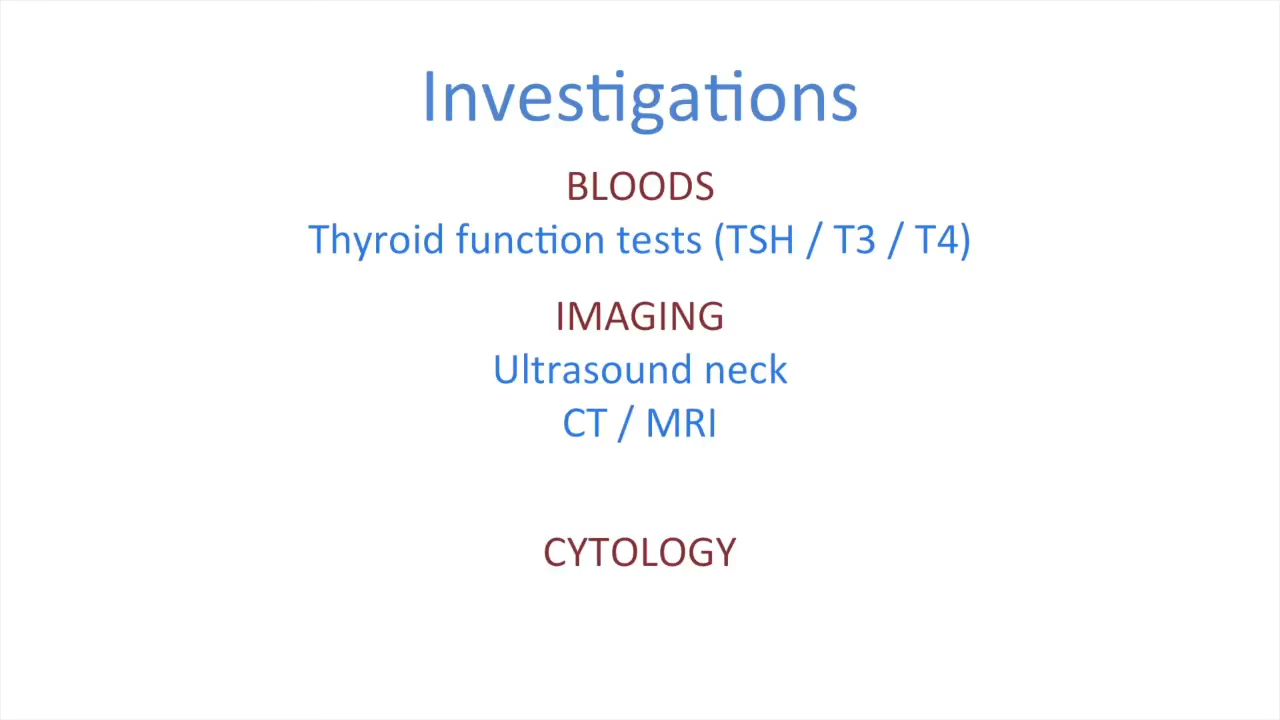 Investigations
BLOODS
Thyroid function tests (TSH / T3 / T4)
IMAGING
Ultrasound neck
CT / MRI
CYTOLOGY